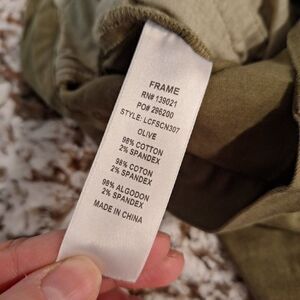 FRAME
RN# 139021
PO# 296200
STYLE: LCFSCN307
OLIVE
98% COTTON
2% SPANDEX
98% COTON
2% SPANDEX
98% ALGODON
2% SPANDEX
MADE IN CHINA